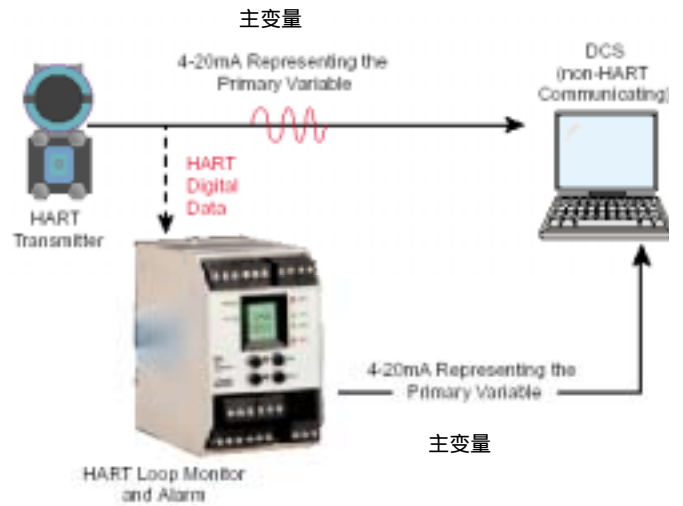 主变量
4-20mA Representing the
Primary Variable
DCS
(non-HART
Communicating)
HART
Digital
Data
HART
Transmitter
4-20mA Representing the
Primary Variable
主变量
HART Loop Monitor
and Alarm